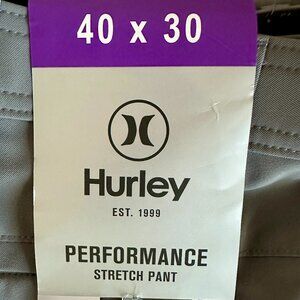 40 x 30
Hurley
EST. 1999
PERFORMANCE
STRETCH PANT